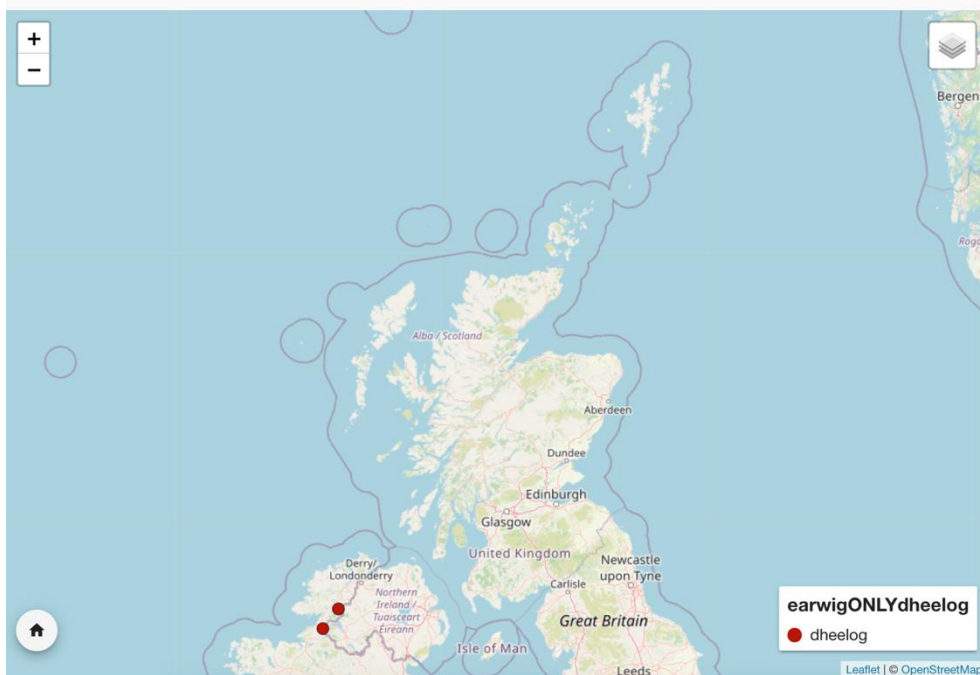 +
−
Bergen
Roga
Alba / Scotland
Aberdeen
Dundee
Edinburgh
Glasgow
United Kingdom
Newcastle
upon Tyne
Derry/
Londonderry
Carlisle
Northern
Ireland /
Tuaisceart
Éireann
Great Britain
Isle of Man
Leeds
earwigONLYdheelog
dheelog
Leaflet | © OpenStreetMap